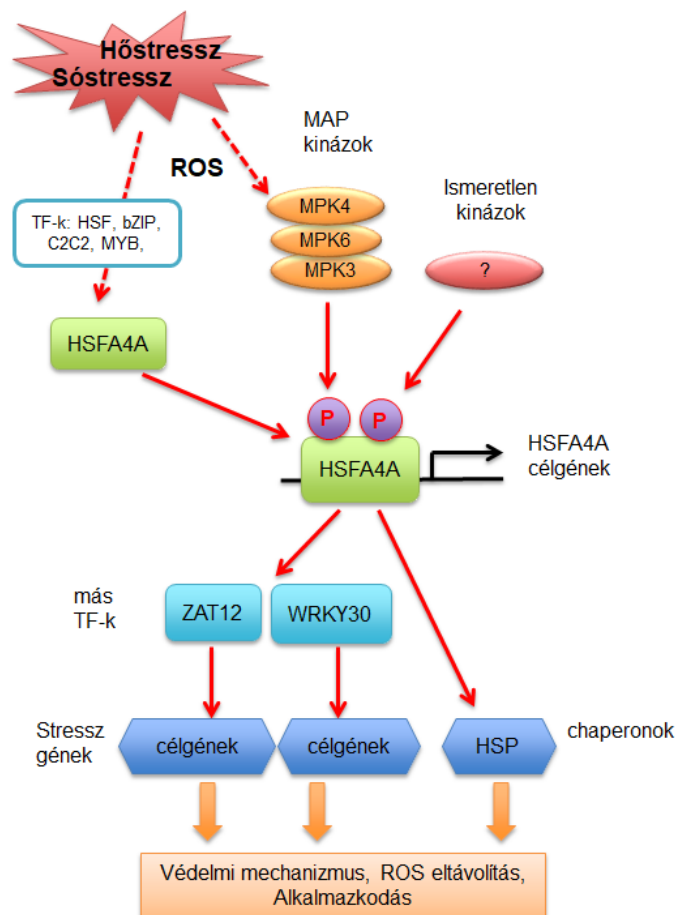 Hőstressz
Sóstressz
ROS
MAP
kinázok
Ismeretlen
kinázok
TF-k: HSF, bZIP,
C2C2, MYB,
MPK4
MPK6
MPK3
?
HSFA4A
P
P
HSFA4A
HSFA4A
célgének
más
TF-k
ZAT12
WRKY30
Stressz
gének
célgének
célgének
HSP
chaperonok
Védelmi mechanizmus, ROS eltávolítás,
Alkalmazkodás